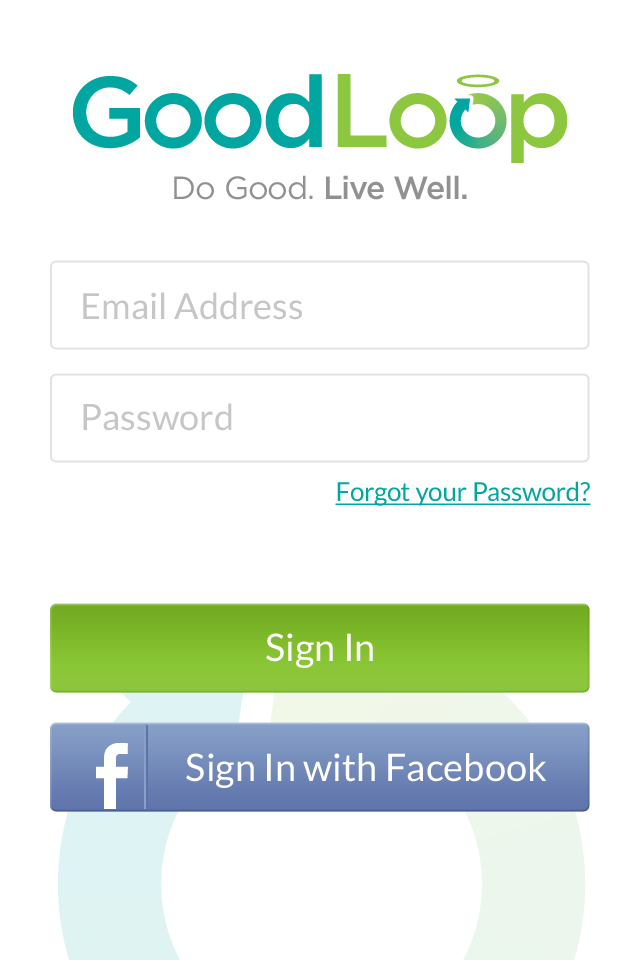 GoodLoop
Do Good. Live Well.
Email Address
Password
Forgot your Password?
Sign In
f Sign In with Facebook